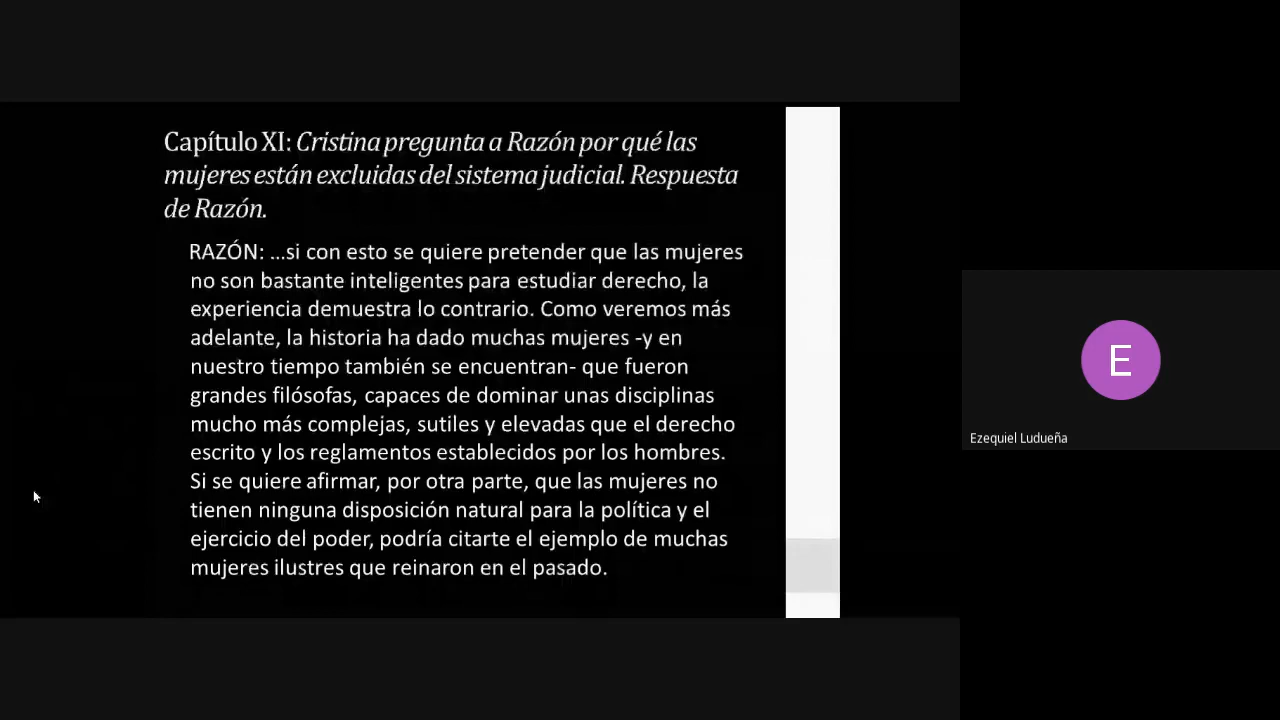 Capítulo XI: Cristina pregunta a Razón por qué las
mujeres están excluidas del sistema judicial. Respuesta
de Razón.
RAZÓN: ...si con esto se quiere pretender que las mujeres
no son bastante inteligentes para estudiar derecho, la
experiencia demuestra lo contrario. Como veremos más
adelante, la historia ha dado muchas mujeres -y en
nuestro tiempo también se encuentran- que fueron
grandes filósofas, capaces de dominar unas disciplinas
mucho más complejas, sutiles y elevadas que el derecho
escrito y los reglamentos establecidos por los hombres.
Si se quiere afirmar, por otra parte, que las mujeres no
tienen ninguna disposición natural para la política y el
ejercicio del poder, podría citarte el ejemplo de muchas
mujeres ilustres que reinaron en el pasado.
E
Ezequiel Ludueña